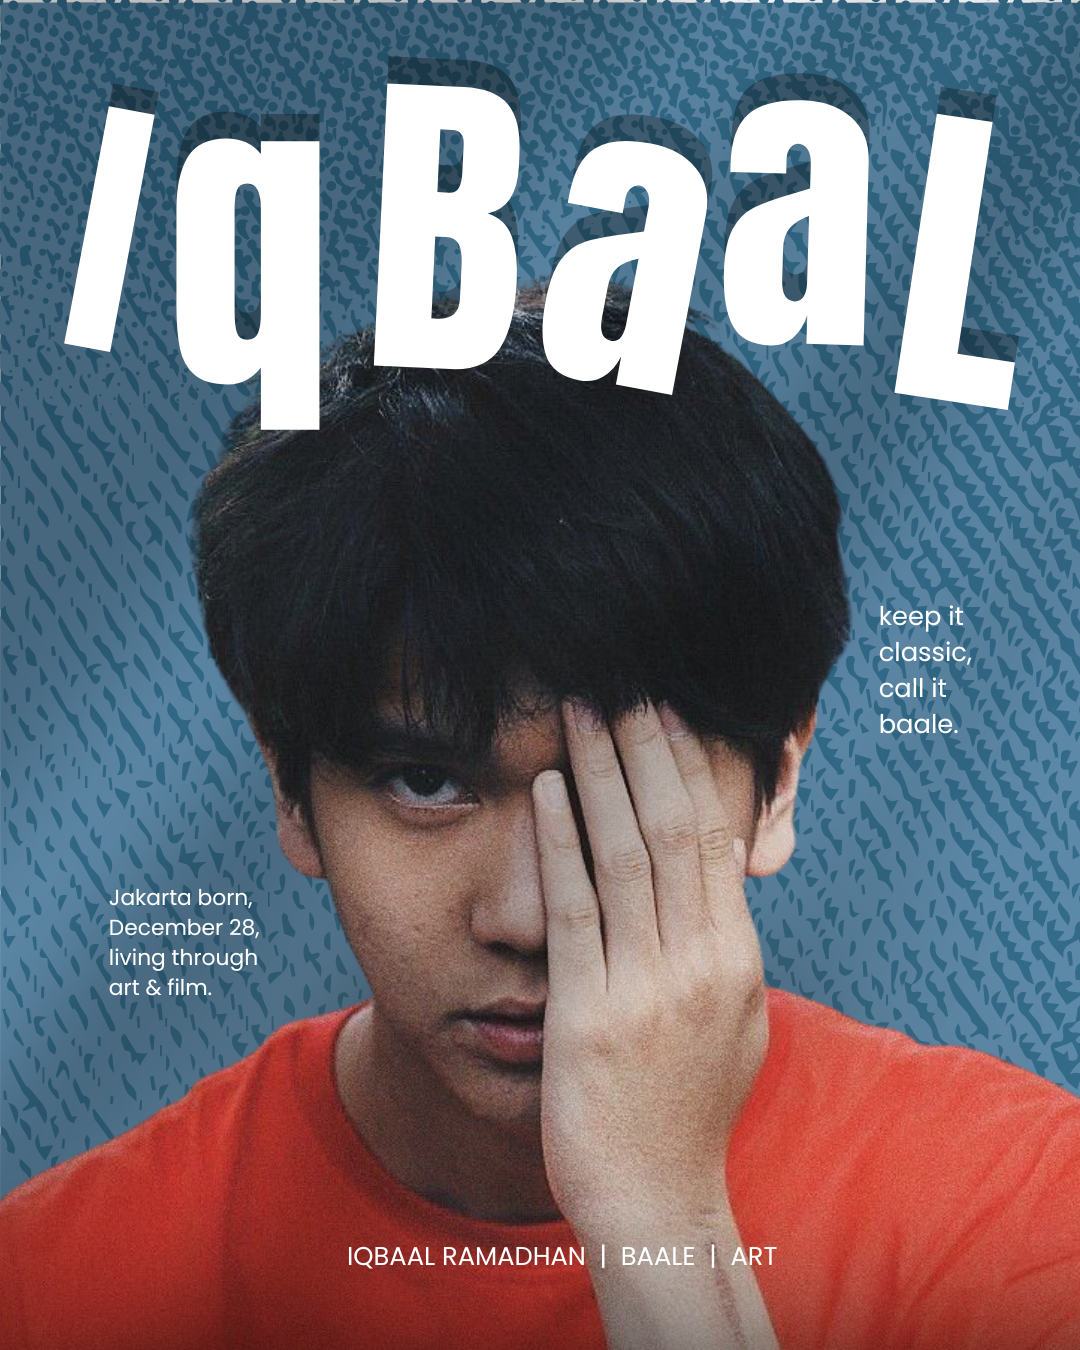 IqBaaL
keep it
classic,
call it
baale.
Jakarta born,
December 28,
living through
art & film.
IQBAAL RAMADHAN | BAALE | ART